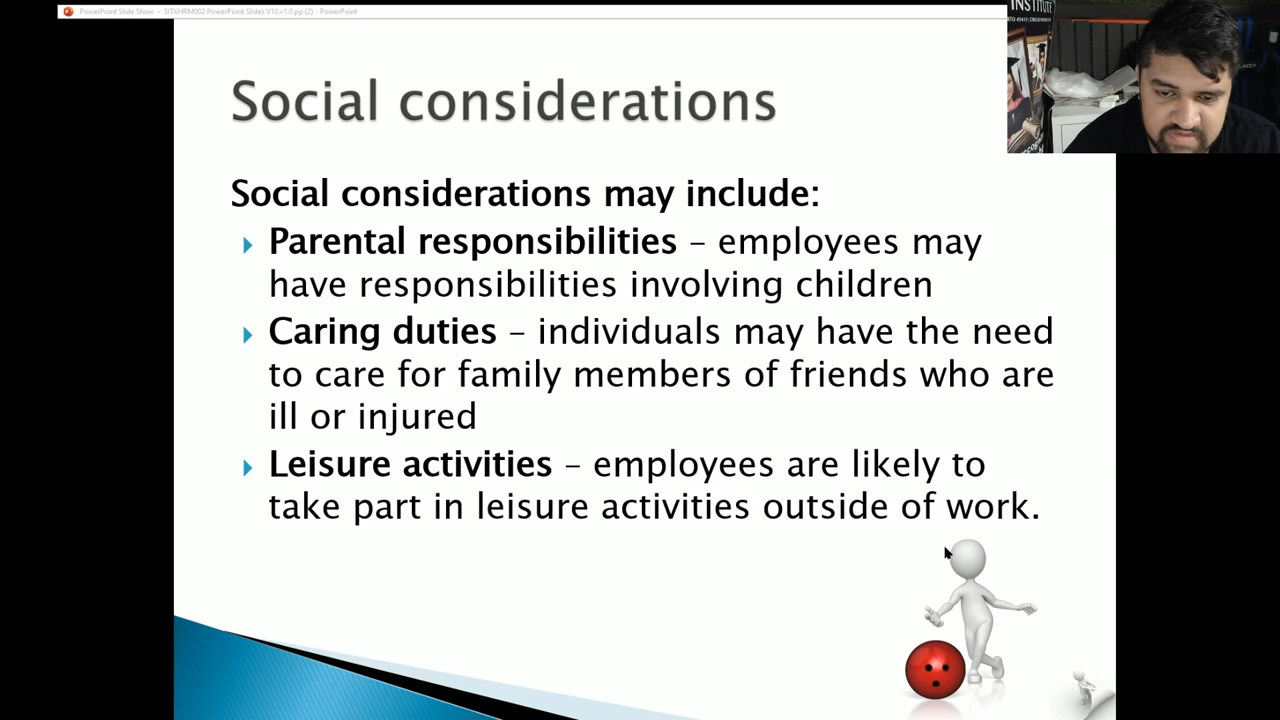 PowerPoint Slide Show - SITXHRM002 PowerPoint Slides V10.v1.0.pp (2) - PowerPoint
INSTITUTE
Social considerations
Social considerations may include:
Parental responsibilities – employees may
have responsibilities involving children
Caring duties – individuals may have the need
to care for family members of friends who are
ill or injured
Leisure activities – employees are likely to
take part in leisure activities outside of work.